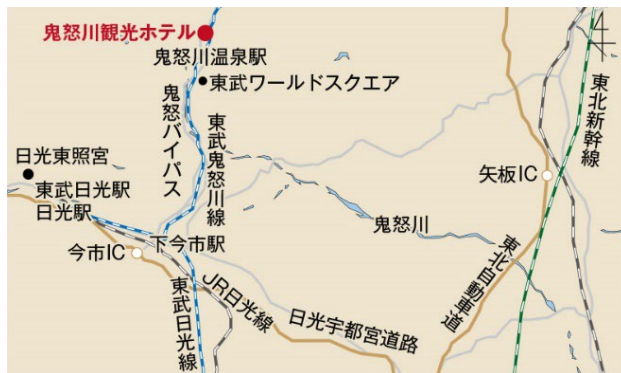 鬼怒川観光ホテル
鬼怒川温泉駅
東武ワールドスクエア
鬼怒バイパス
東武鬼怒川線
東北新幹線
日光東照宮
東武日光駅
日光駅
矢板IC
鬼怒川
下今市駅
今市IC
東武日光線
JR日光線
日光宇都宮道路
東北自動車道